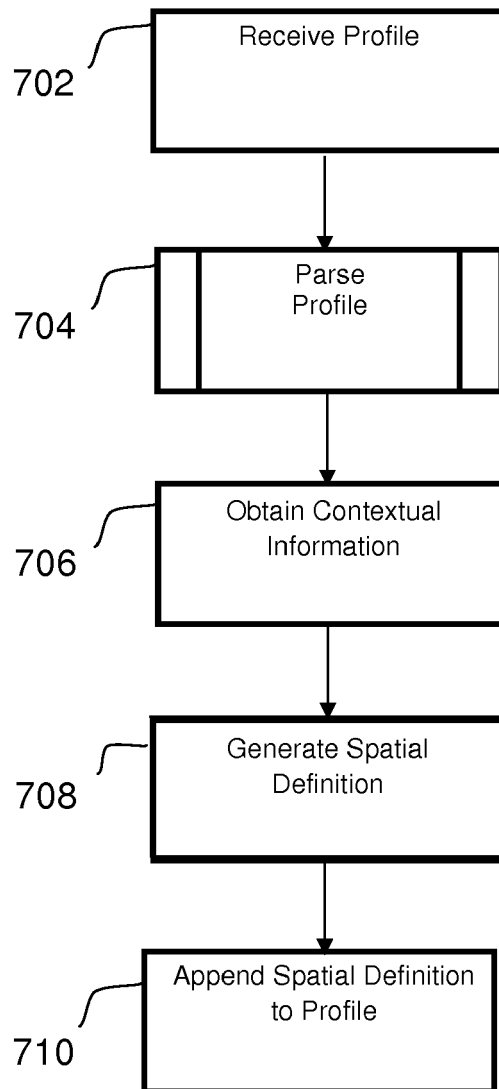 702
Receive Profile
704
Parse
Profile
706
Obtain Contextual
Information
708
Generate Spatial
Definition
710
Append Spatial Definition
to Profile